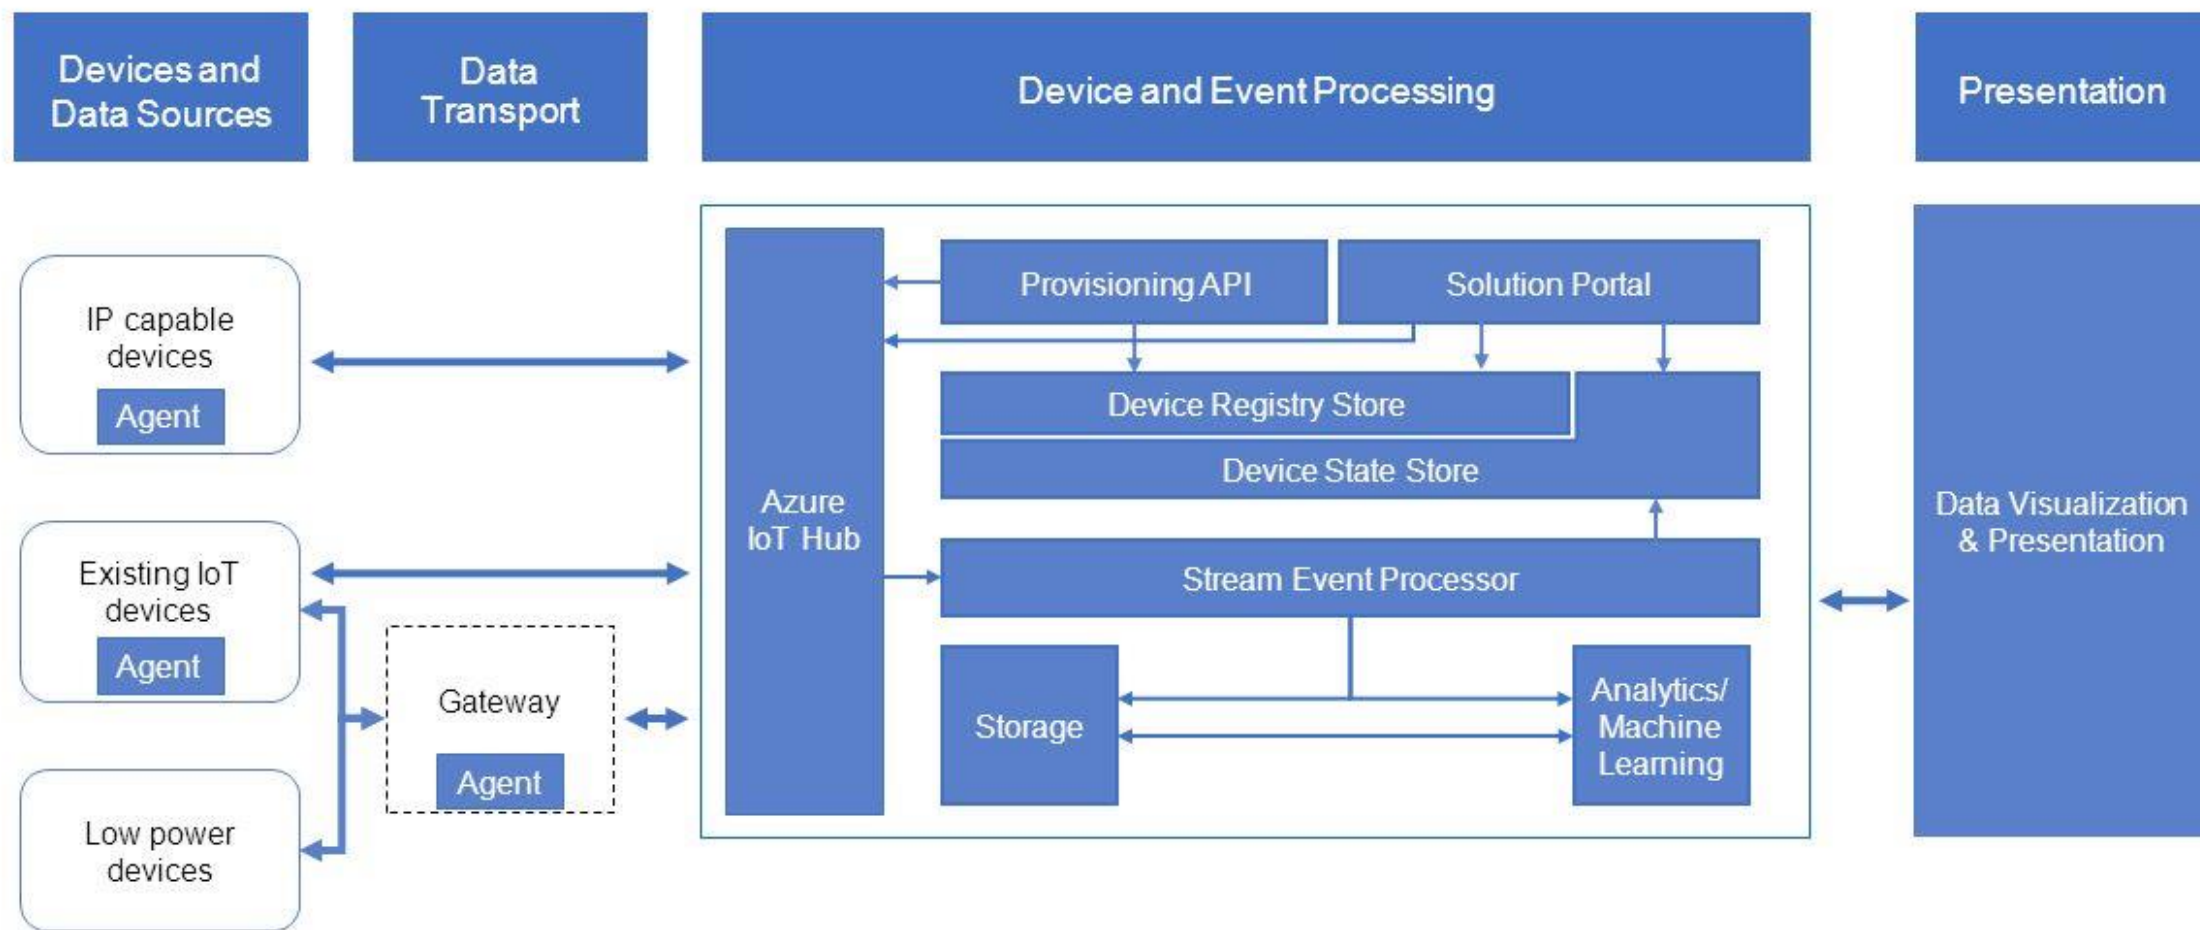 Devices and
Data Sources
Data
Transport
Device and Event Processing
Presentation
IP capable
devices
Agent
Existing IoT
devices
Agent
Low power
devices
Gateway
Agent
Azure
IoT Hub
Provisioning API
Solution Portal
Device Registry Store
Device State Store
Stream Event Processor
Storage
Analytics/
Machine
Learning
Data Visualization
& Presentation